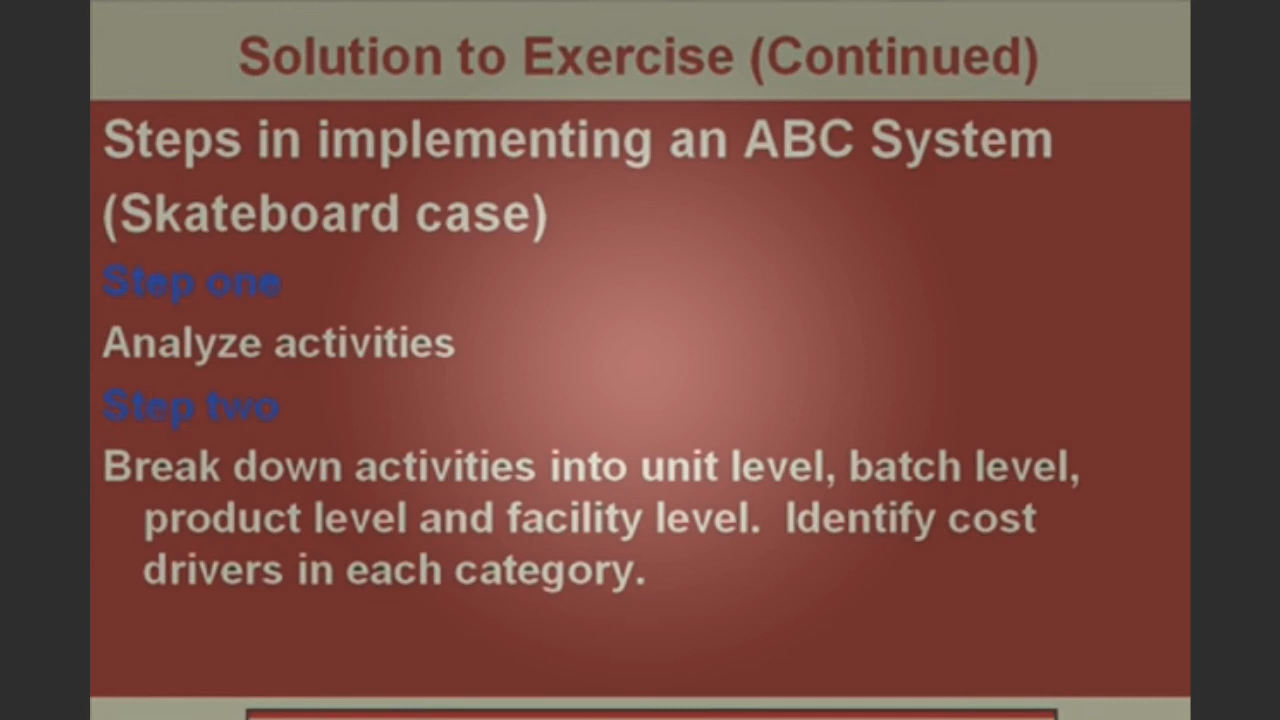 Solution to Exercise (Continued)
Steps in implementing an ABC System
(Skateboard case)
Step one
Analyze activities
Step two
Break down activities into unit level, batch level,
product level and facility level.  Identify cost
drivers in each category.